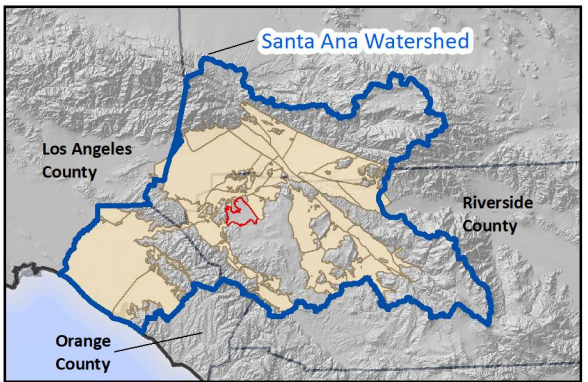 Santa Ana Watershed
Los Angeles
County
Riverside
County
Orange
County